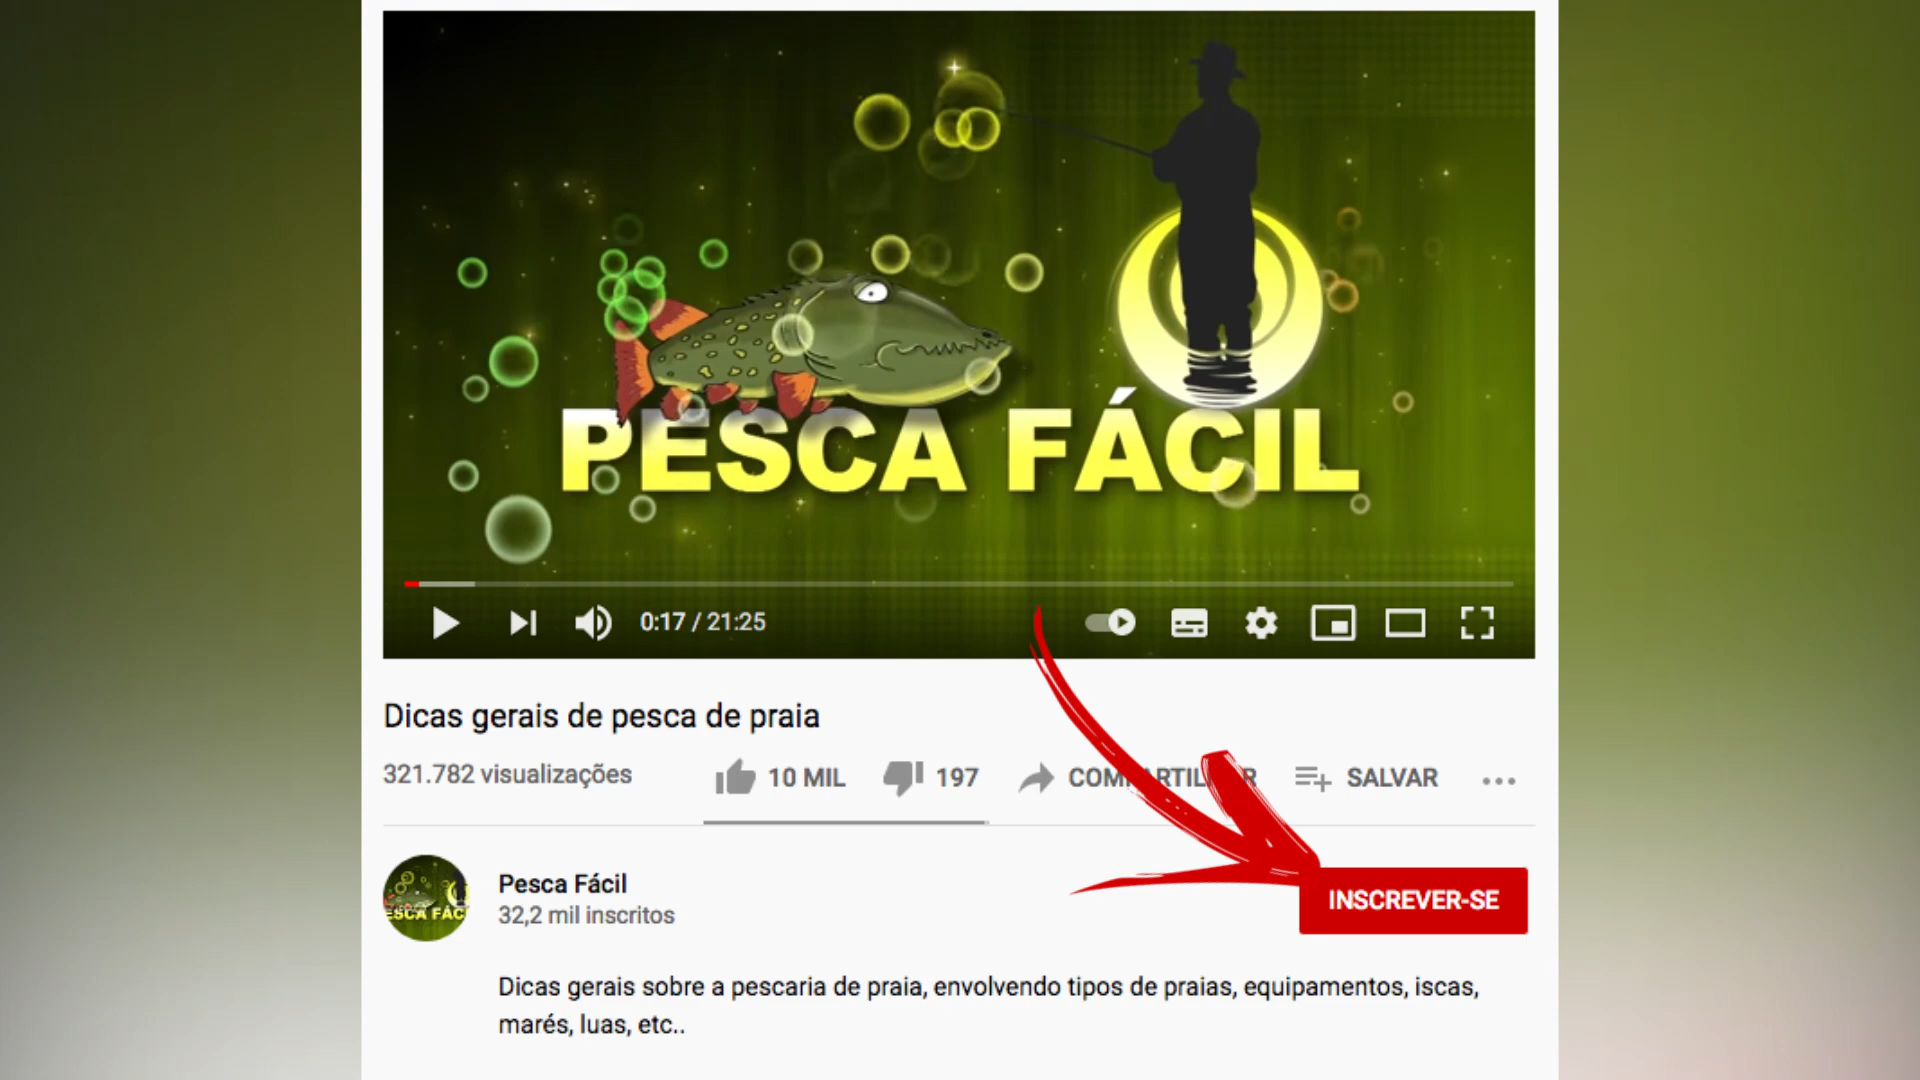 PESCA FÁCIL
0:17 / 21:25
Dicas gerais de pesca de praia
321.782 visualizações
10 MIL
197
SALVAR
Pesca Fácil
32,2 mil inscritos
INSCREVER-SE
Dicas gerais sobre a pescaria de praia, envolvendo tipos de praias, equipamentos, iscas,
marés, luas, etc..